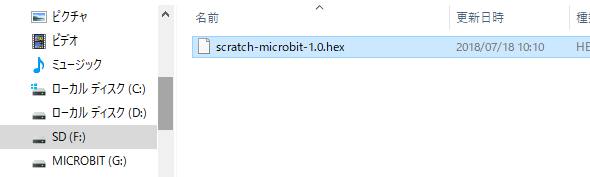 ピクチャ
ビデオ
ミュージック
ローカル ディスク (C:)
ローカル ディスク (D:)
SD (F:)
MICROBIT (G:)
名前 更新日時 種
scratch-microbit-1.0.hex 2018/07/18 10:10 HE